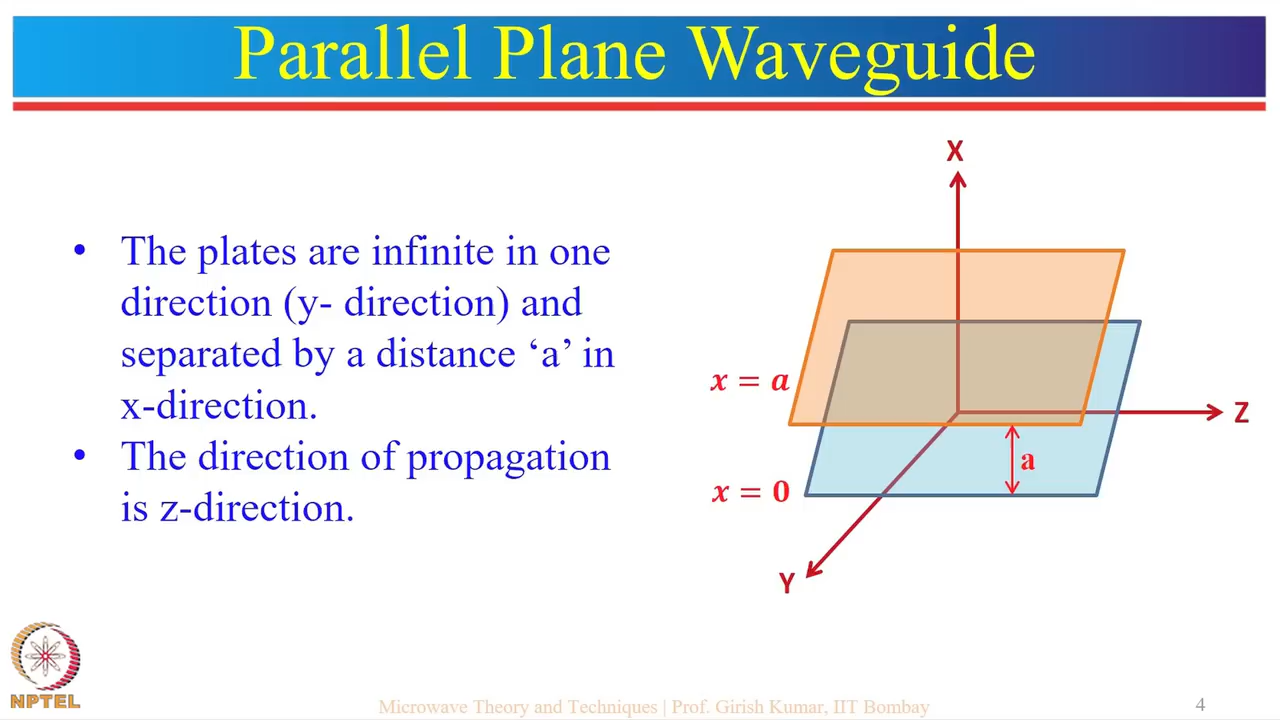 Parallel Plane Waveguide
• The plates are infinite in one
direction (y- direction) and
separated by a distance ‘a’ in
x-direction.
• The direction of propagation
is z-direction.
X
x = a
Z
a
x = 0
Y
NPTEL
Microwave Theory and Techniques | Prof. Girish Kumar, IIT Bombay
4